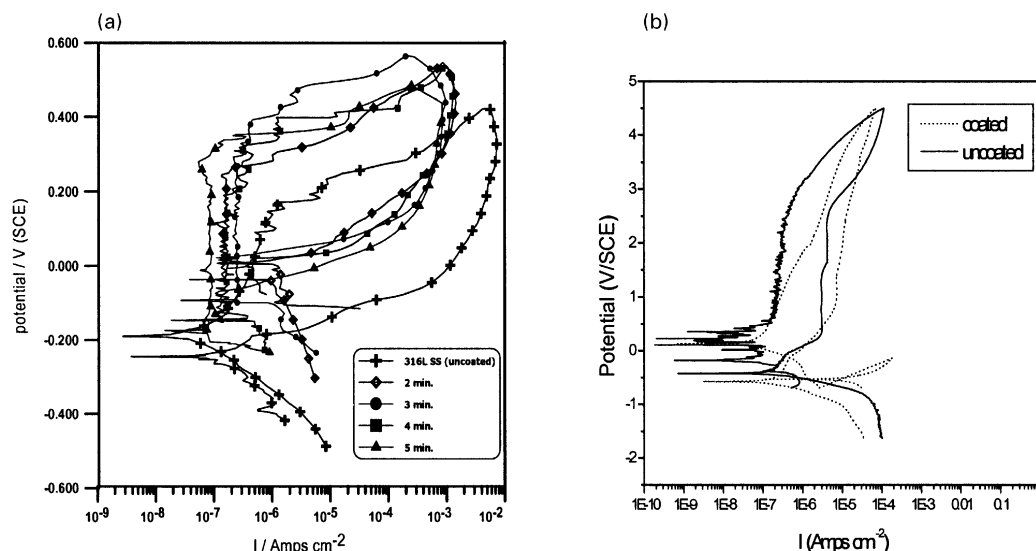 (a)
(b)
potential / V (SCE)
0.600
0.400
0.200
0.000
-0.200
-0.400
-0.600
10-9
10-8
10-7
10-6
10-5
10-4
10-3
10-2
I / Amps cm-2
316L SS (uncoated)
2 min.
3 min.
4 min.
5 min.
Potential (V/SCE)
5
4
3
2
1
0
-1
-2
1E-10
1E-9
1E-8
1E-7
1E-6
1E-5
1E-4
1E-3
0.01
0.1
I (Amps cm-2)
coated
uncoated